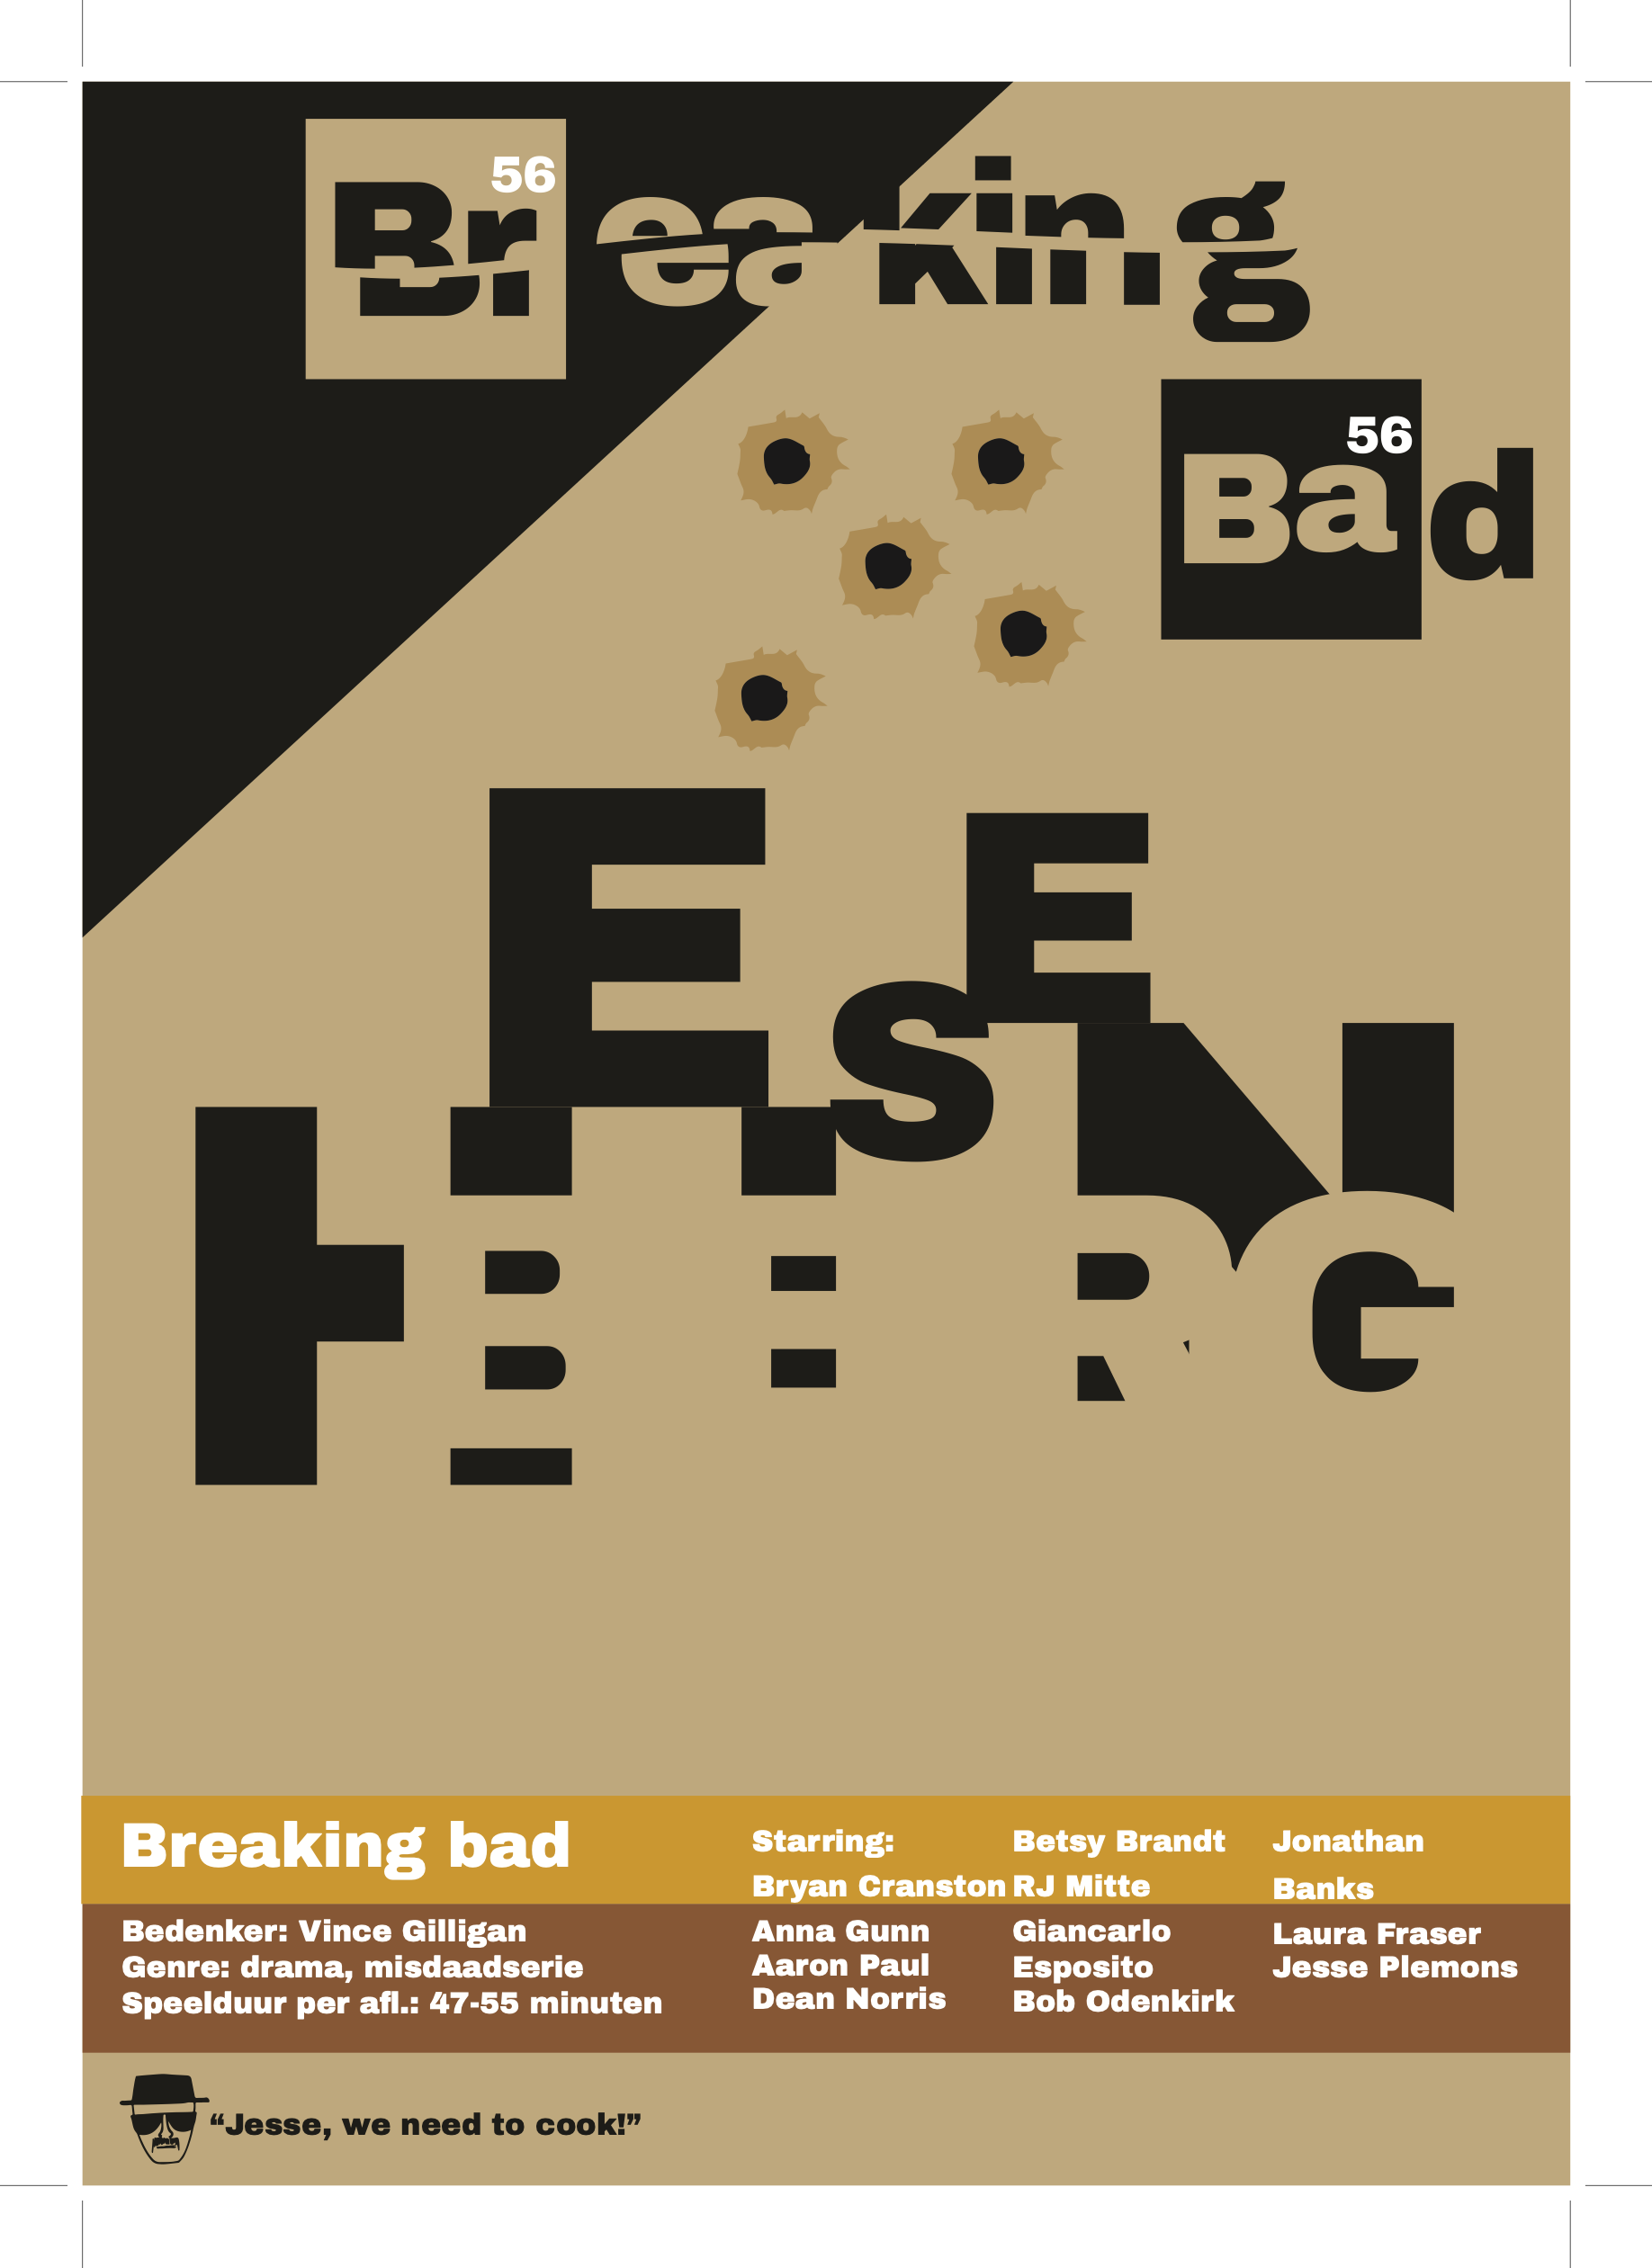 56
Breaking
56
Bad
E E
S N
H BERG
Breaking bad
Bedenker: Vince Gilligan
Genre: drama, misdaadserie
Speelduur per afl.: 47-55 minuten
Starring:
Bryan Cranston
Anna Gunn
Aaron Paul
Dean Norris
Betsy Brandt
RJ Mitte
Giancarlo
Esposito
Bob Odenkirk
Jonathan
Banks
Laura Fraser
Jesse Plemons
“Jesse, we need to cook!”